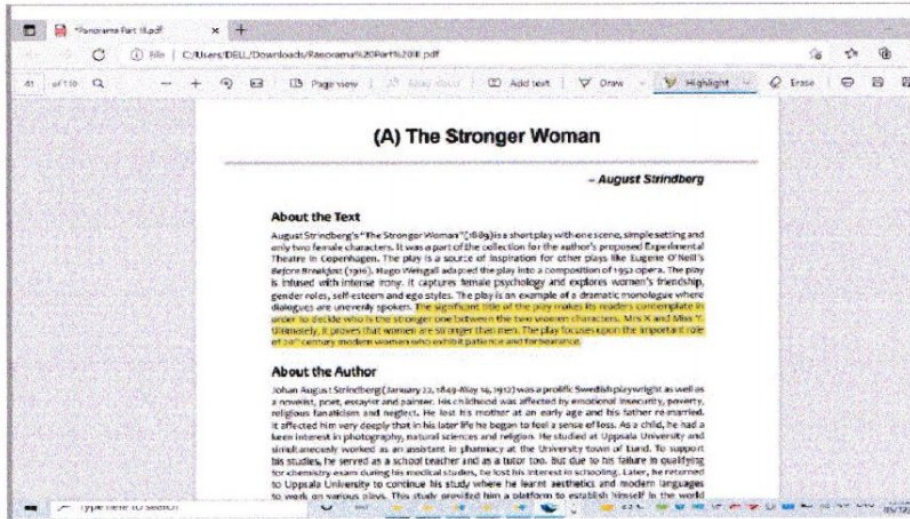 *Panorama Part III.pdf
File | C:/Users/DELL/Downloads/Panorama%20Part%20III.pdf
41 of 110 Page view Read aloud Add text Draw Highlight Erase
(A) The Stronger Woman
– August Strindberg
About the Text
August Strindberg's "The Stronger Woman" (1889) is a short play with one scene, simple setting and
only two female characters. It was a part of the collection for the author's proposed Experimental
Theatre in Copenhagen. The play is a source of inspiration for other plays like Eugene O'Neill's
Before Breakfast (1916). Hugo Weisgall adapted the play into a composition of 1952 opera. The play
is infused with intense irony. It captures female psychology and explores women's friendship,
gender roles, self-esteem and ego styles. The play is an example of a dramatic monologue where
dialogues are unevenly spoken. The significant title of the play makes its readers contemplate in
order to decide who is the stronger one between the two women characters, Mrs X and Miss Y.
Ultimately, it proves that women are stronger than men. The play focuses upon the important role
of 20th century modern women who exhibit patience and forbearance.
About the Author
Johan August Strindberg (January 22, 1849-May 14, 1912) was a prolific Swedish playwright as well as
a novelist, poet, essayist and painter. His childhood was affected by emotional insecurity, poverty,
religious fanaticism and neglect. He lost his mother at an early age and his father re-married.
It affected him very deeply that in his later life he began to feel a sense of loss. As a child, he had a
keen interest in photography, natural sciences and religion. He studied at Uppsala University and
simultaneously worked as an assistant in pharmacy at the University town of Lund. To support
his studies, he served as a school teacher and as a tutor too. But due to his failure in qualifying
for chemistry exam during his medical studies, he lost his interest in schooling. Later, he returned
to Uppsala University to continue his study where he learnt aesthetics and modern languages
to work on various plays. This study provided him a platform to establish himself in the world
Type here to search